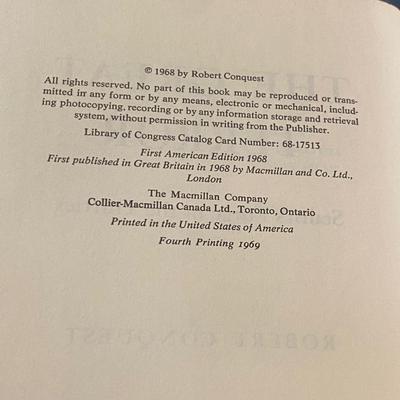 © 1968 by Robert Conquest
All rights reserved. No part of this book may be reproduced or trans-
mitted in any form or by any means, electronic or mechanical, includ-
ing photocopying, recording or by any information storage and retrieval
system, without permission in writing from the Publisher.
Library of Congress Catalog Card Number: 68-17513
First American Edition 1968
First published in Great Britain in 1968 by Macmillan and Co. Ltd.,
London
The Macmillan Company
Collier-Macmillan Canada Ltd., Toronto, Ontario
Printed in the United States of America
Fourth Printing 1969
ROBERT CONQUEST